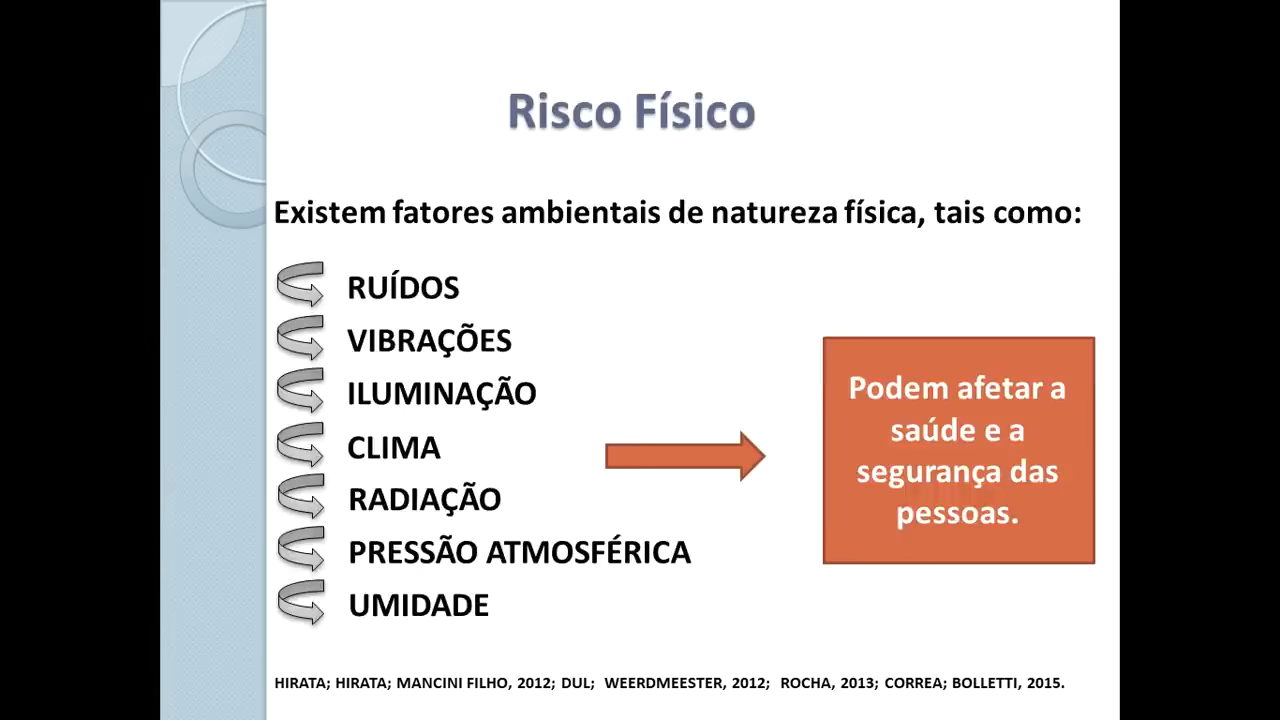 Risco Físico
Existem fatores ambientais de natureza física, tais como:
RUÍDOS
VIBRAÇÕES
ILUMINAÇÃO
CLIMA
RADIAÇÃO
PRESSÃO ATMOSFÉRICA
UMIDADE
Podem afetar a
saúde e a
segurança das
pessoas.
HIRATA; HIRATA; MANCINI FILHO, 2012; DUL; WEERDMEESTER, 2012; ROCHA, 2013; CORREA; BOLLETTI, 2015.